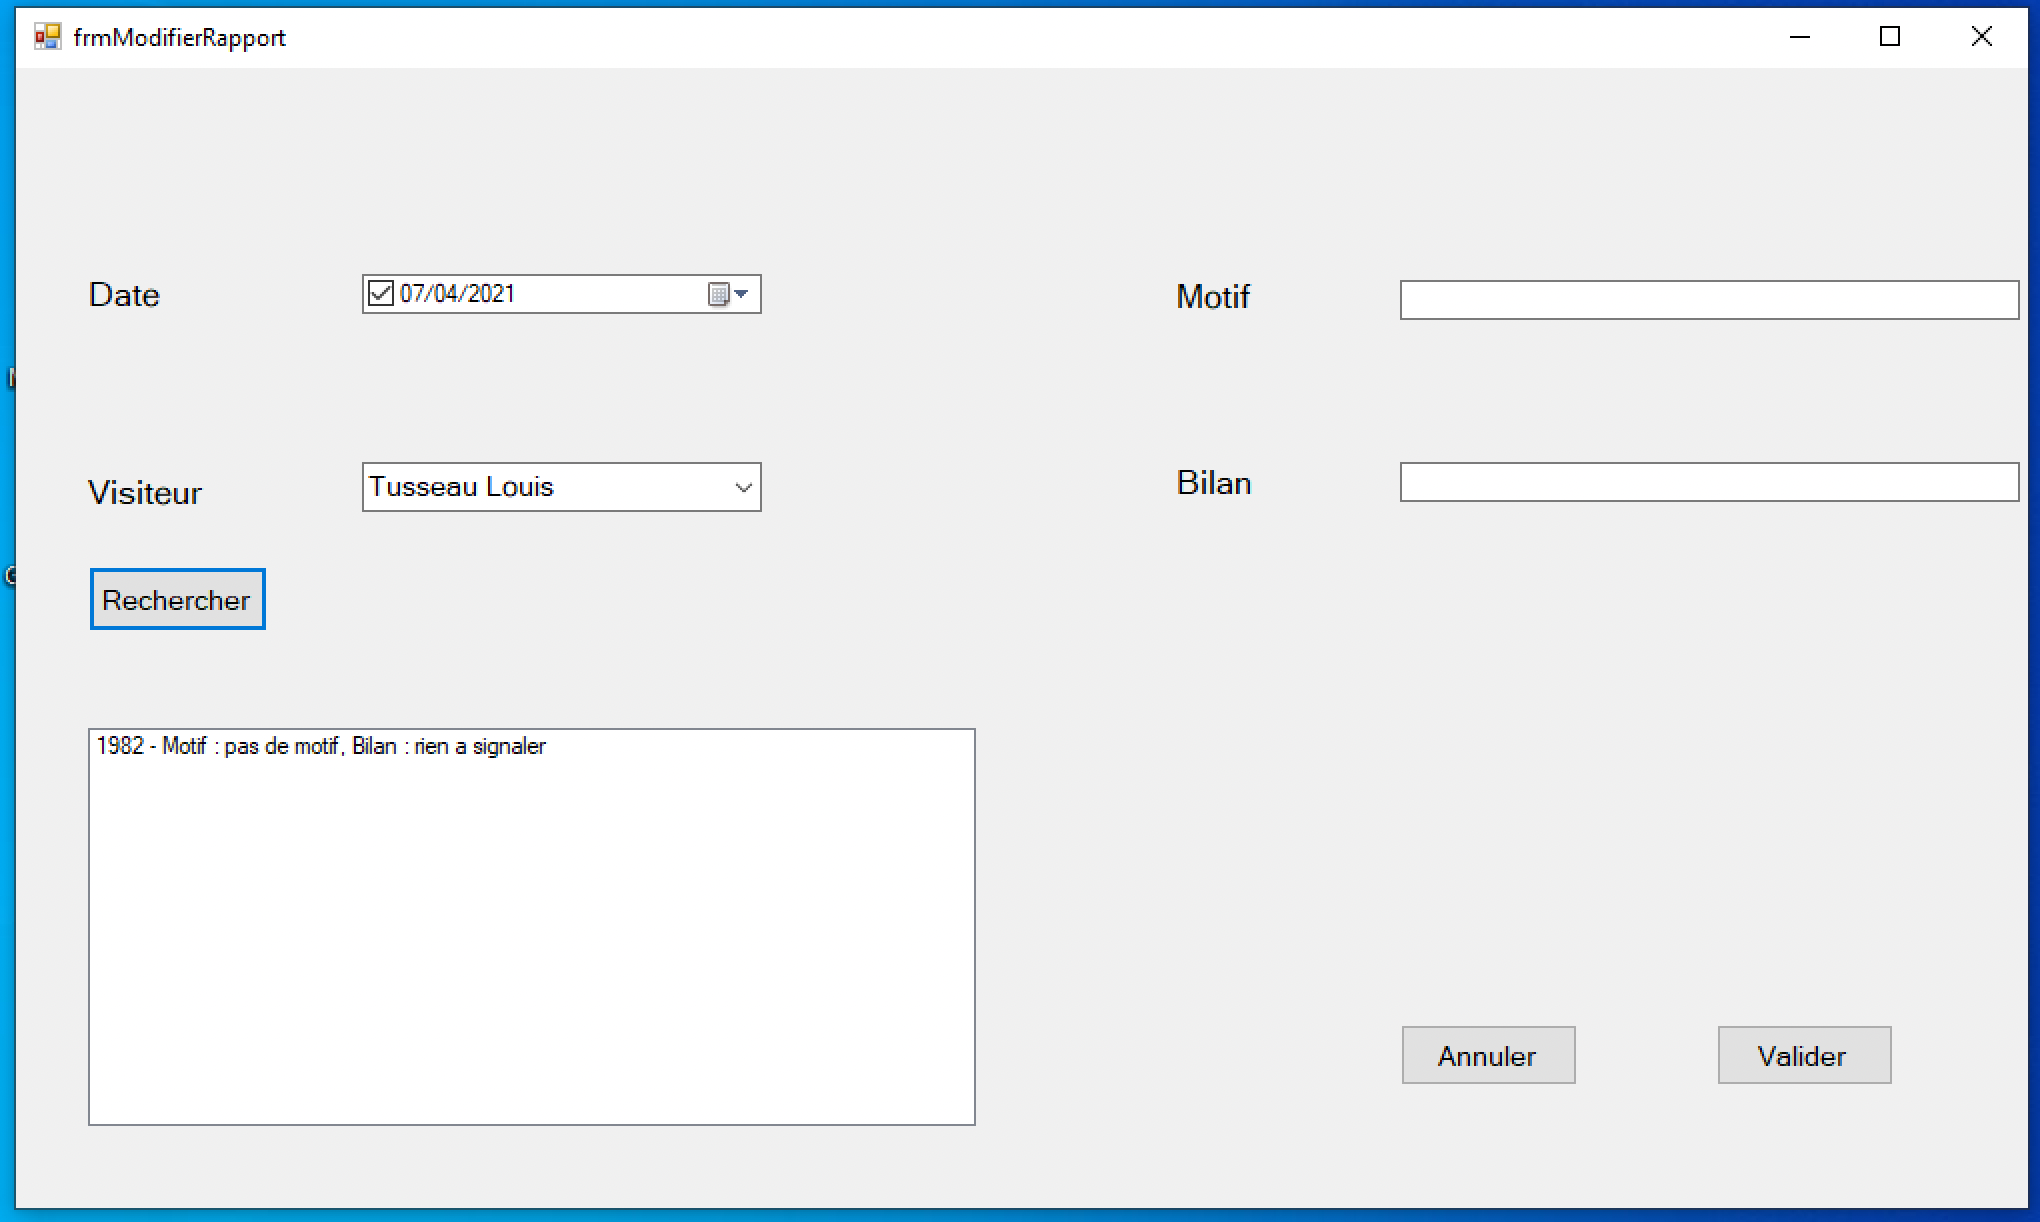 frmModifierRapport
Date
07/04/2021
Motif
Visiteur
Tusseau Louis
Bilan
Rechercher
1982 - Motif : pas de motif, Bilan : rien a signaler
Annuler
Valider